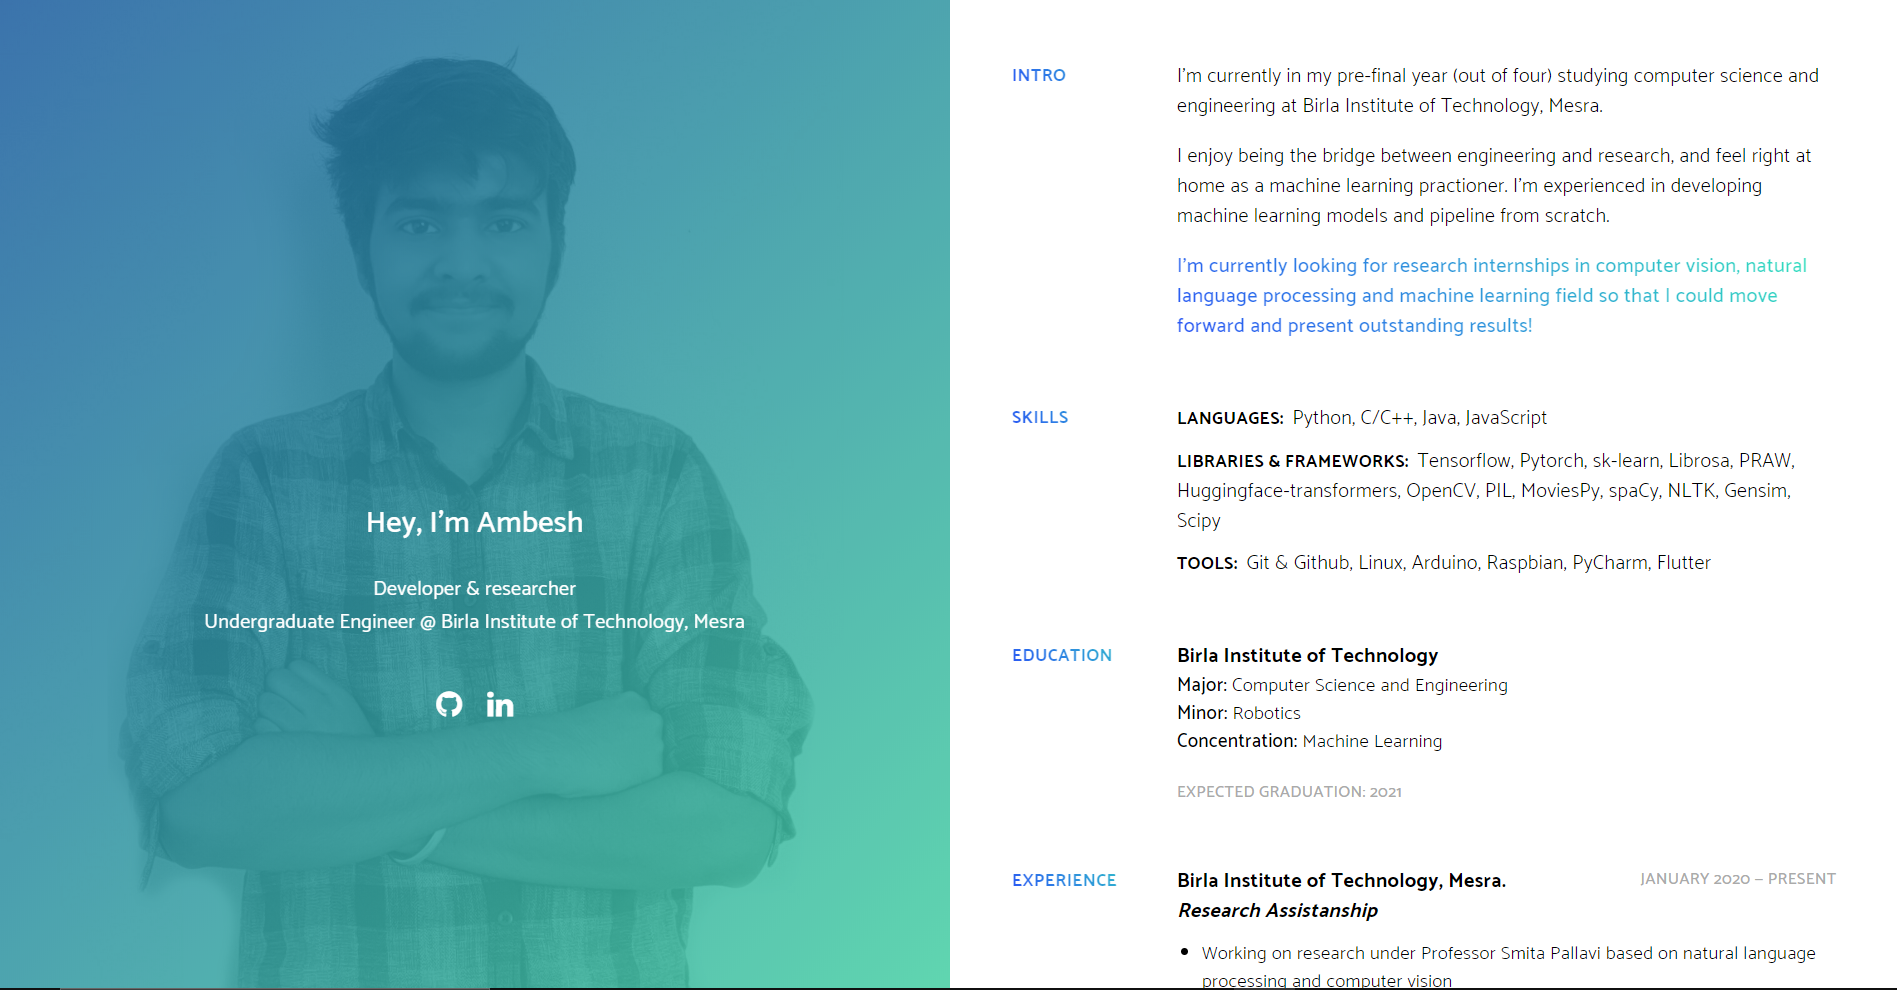 Hey, I'm Ambesh
Developer & researcher
Undergraduate Engineer @ Birla Institute of Technology, Mesra
in
INTRO
I'm currently in my pre-final year (out of four) studying computer science and
engineering at Birla Institute of Technology, Mesra.
I enjoy being the bridge between engineering and research, and feel right at
home as a machine learning practioner. I'm experienced in developing
machine learning models and pipeline from scratch.
I'm currently looking for research internships in computer vision, natural
language processing and machine learning field so that I could move
forward and present outstanding results!
SKILLS
LANGUAGES: Python, C/C++, Java, JavaScript
LIBRARIES & FRAMEWORKS: Tensorflow, Pytorch, sk-learn, Librosa, PRAW,
Huggingface-transformers, OpenCV, PIL, MoviesPy, spaCy, NLTK, Gensim,
Scipy
TOOLS: Git & Github, Linux, Arduino, Raspbian, PyCharm, Flutter
EDUCATION
Birla Institute of Technology
Major: Computer Science and Engineering
Minor: Robotics
Concentration: Machine Learning
EXPECTED GRADUATION: 2021
EXPERIENCE
Birla Institute of Technology, Mesra.
JANUARY 2020 – PRESENT
Research Assistanship
• Working on research under Professor Smita Pallavi based on natural language
processing and computer vision